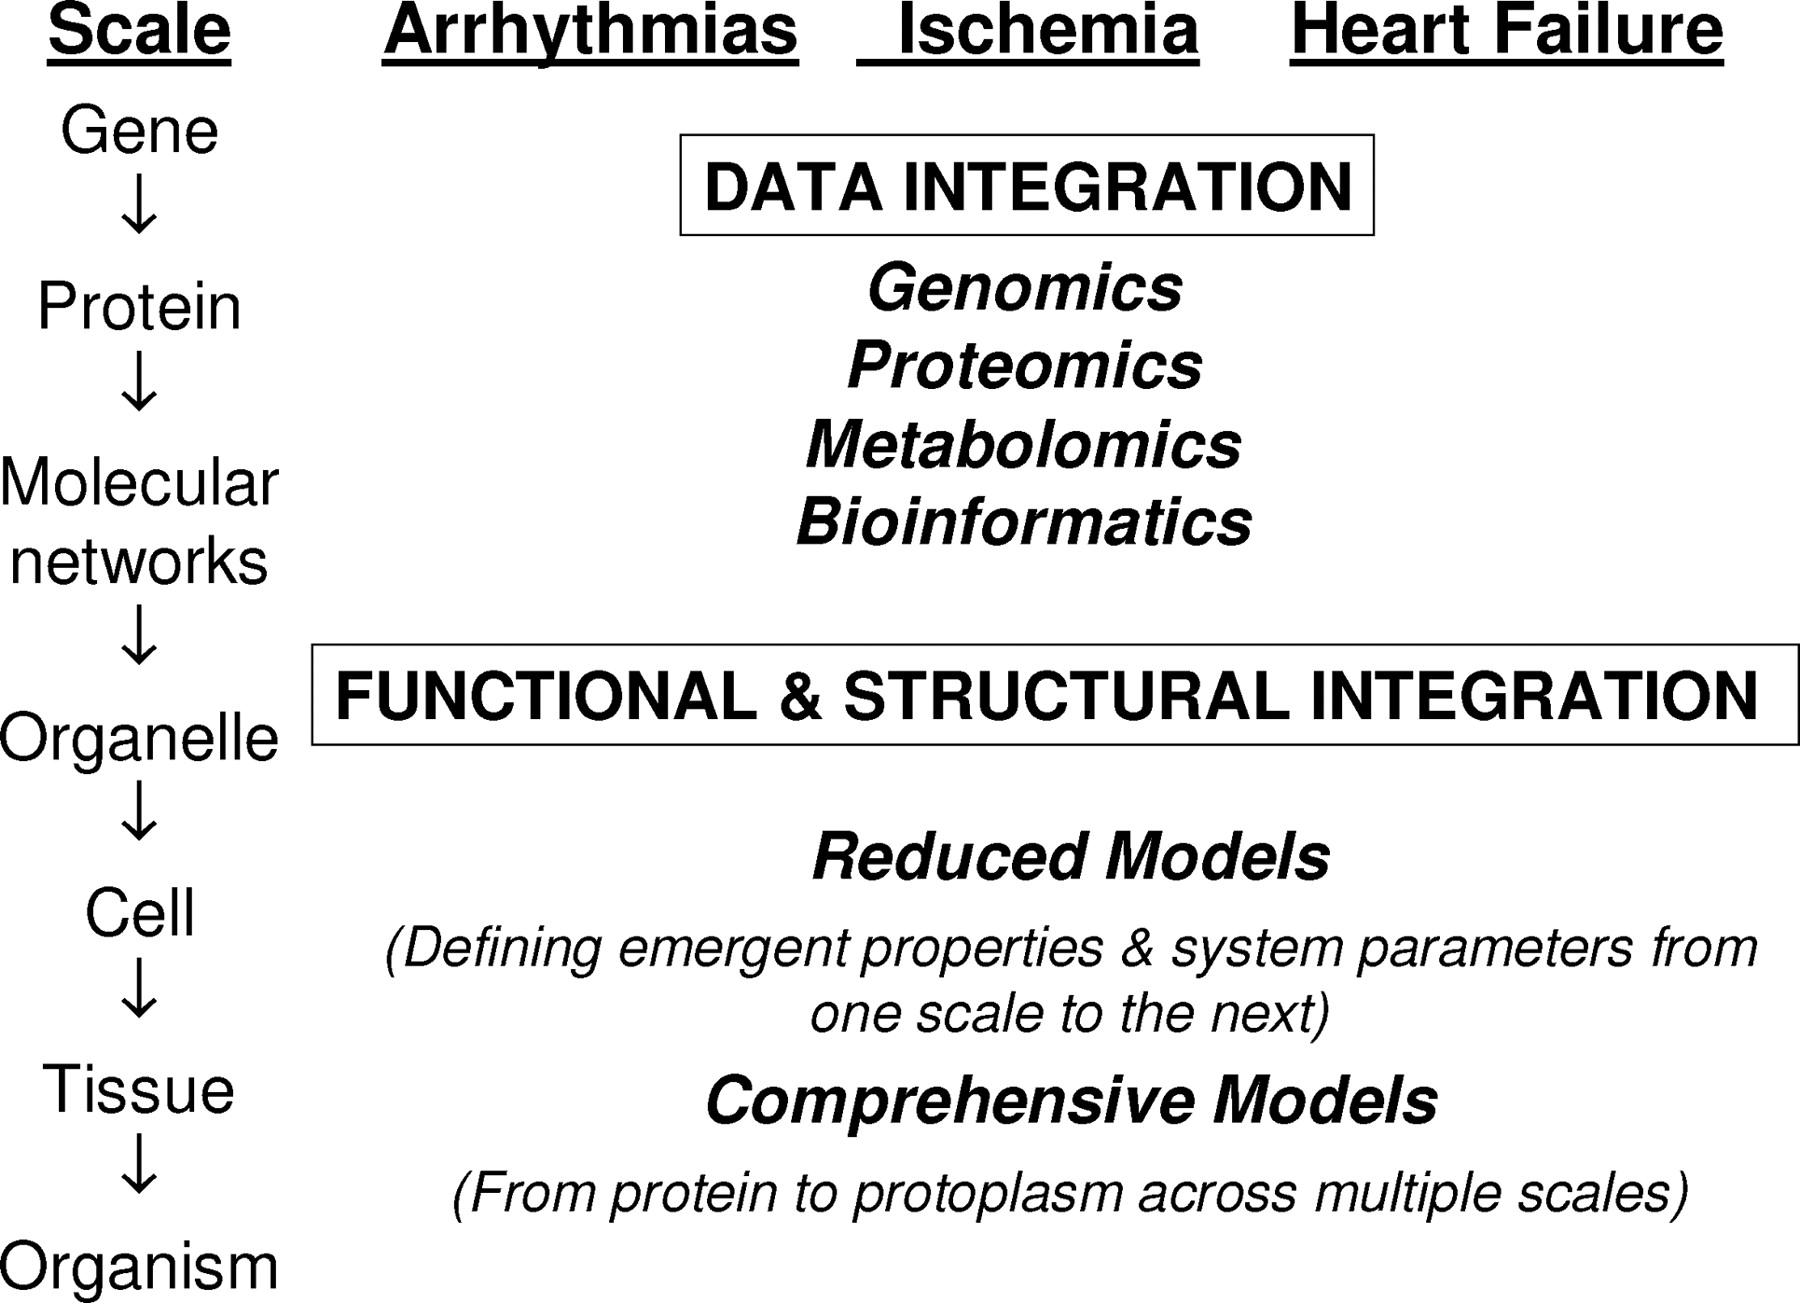 Scale Arrhythmias Ischemia Heart Failure
Gene
↓
Protein
↓
Molecular
networks
↓
Organelle
↓
Cell
↓
Tissue
↓
Organism
DATA INTEGRATION
Genomics
Proteomics
Metabolomics
Bioinformatics
FUNCTIONAL & STRUCTURAL INTEGRATION
Reduced Models
(Defining emergent properties & system parameters from
one scale to the next)
Comprehensive Models
(From protein to protoplasm across multiple scales)